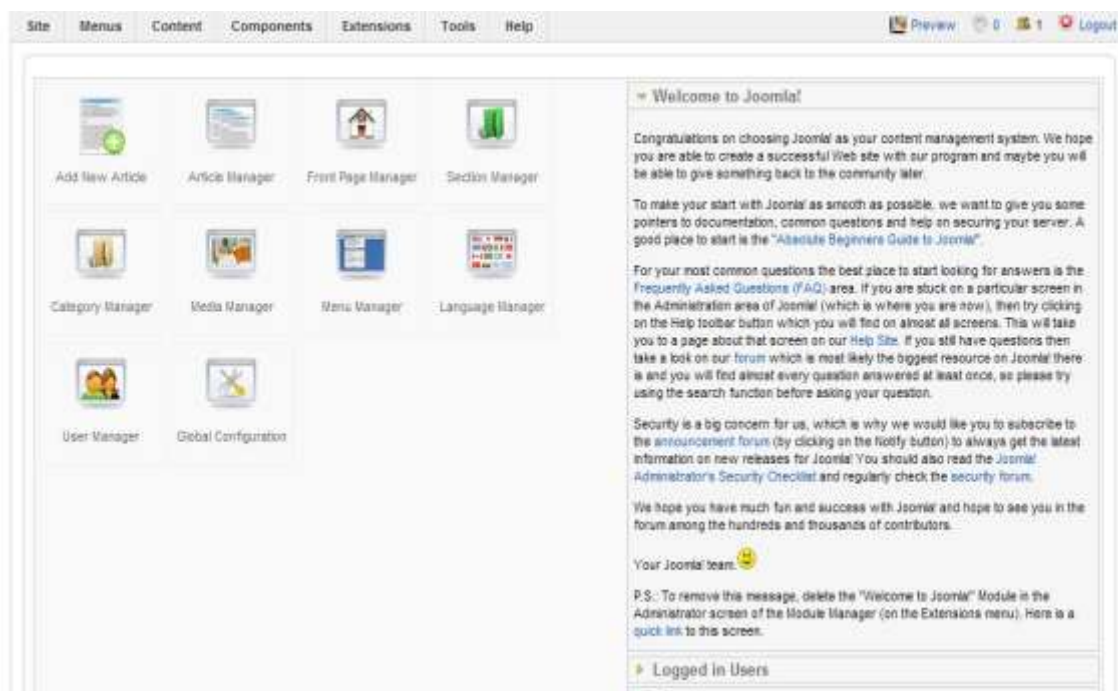 Site Menus Content Components Extensions Tools Help
Preview 0 1 Logout
Add New Article Article Manager Front Page Manager Section Manager
Category Manager Media Manager Menu Manager Language Manager
User Manager Global Configuration
Welcome to Joomla!
Congratulations on choosing Joomla! as your content management system. We hope
you are able to create a successful Web site with our program and maybe you will
be able to give something back to the community later.
To make your start with Joomla! as smooth as possible, we want to give you some
pointers to documentation, common questions and help on securing your server. A
good place to start is the "Absolute Beginners Guide to Joomla!".
For your most common questions the best place to start looking for answers is the
Frequently Asked Questions (FAQ) area. If you are stuck on a particular screen in
the Administration area of Joomla! (which is where you are now), then try clicking
on the Help toolbar button which you will find on almost all screens. This will take
you to a page about that screen on our Help Site. If you still have questions then
take a look on our forum which is most likely the biggest resource on Joomla! there
is and you will find almost every question answered at least once, so please try
using the search function before asking your question.
Security is a big concern for us, which is why we would like you to subscribe to
the announcement forum (by clicking on the Notify button) to always get the latest
information on new releases for Joomla! You should also read the Joomla!
Administrator's Security Checklist and regularly check the security forum.
We hope you have much fun and success with Joomla! and hope to see you in the
forum among the hundreds and thousands of contributors.
Your Joomla! team.
P.S.: To remove this message, delete the "Welcome to Joomla!" Module in the
Administrator screen of the Module Manager (on the Extensions menu). Here is a
quick link to this screen.
Logged in Users